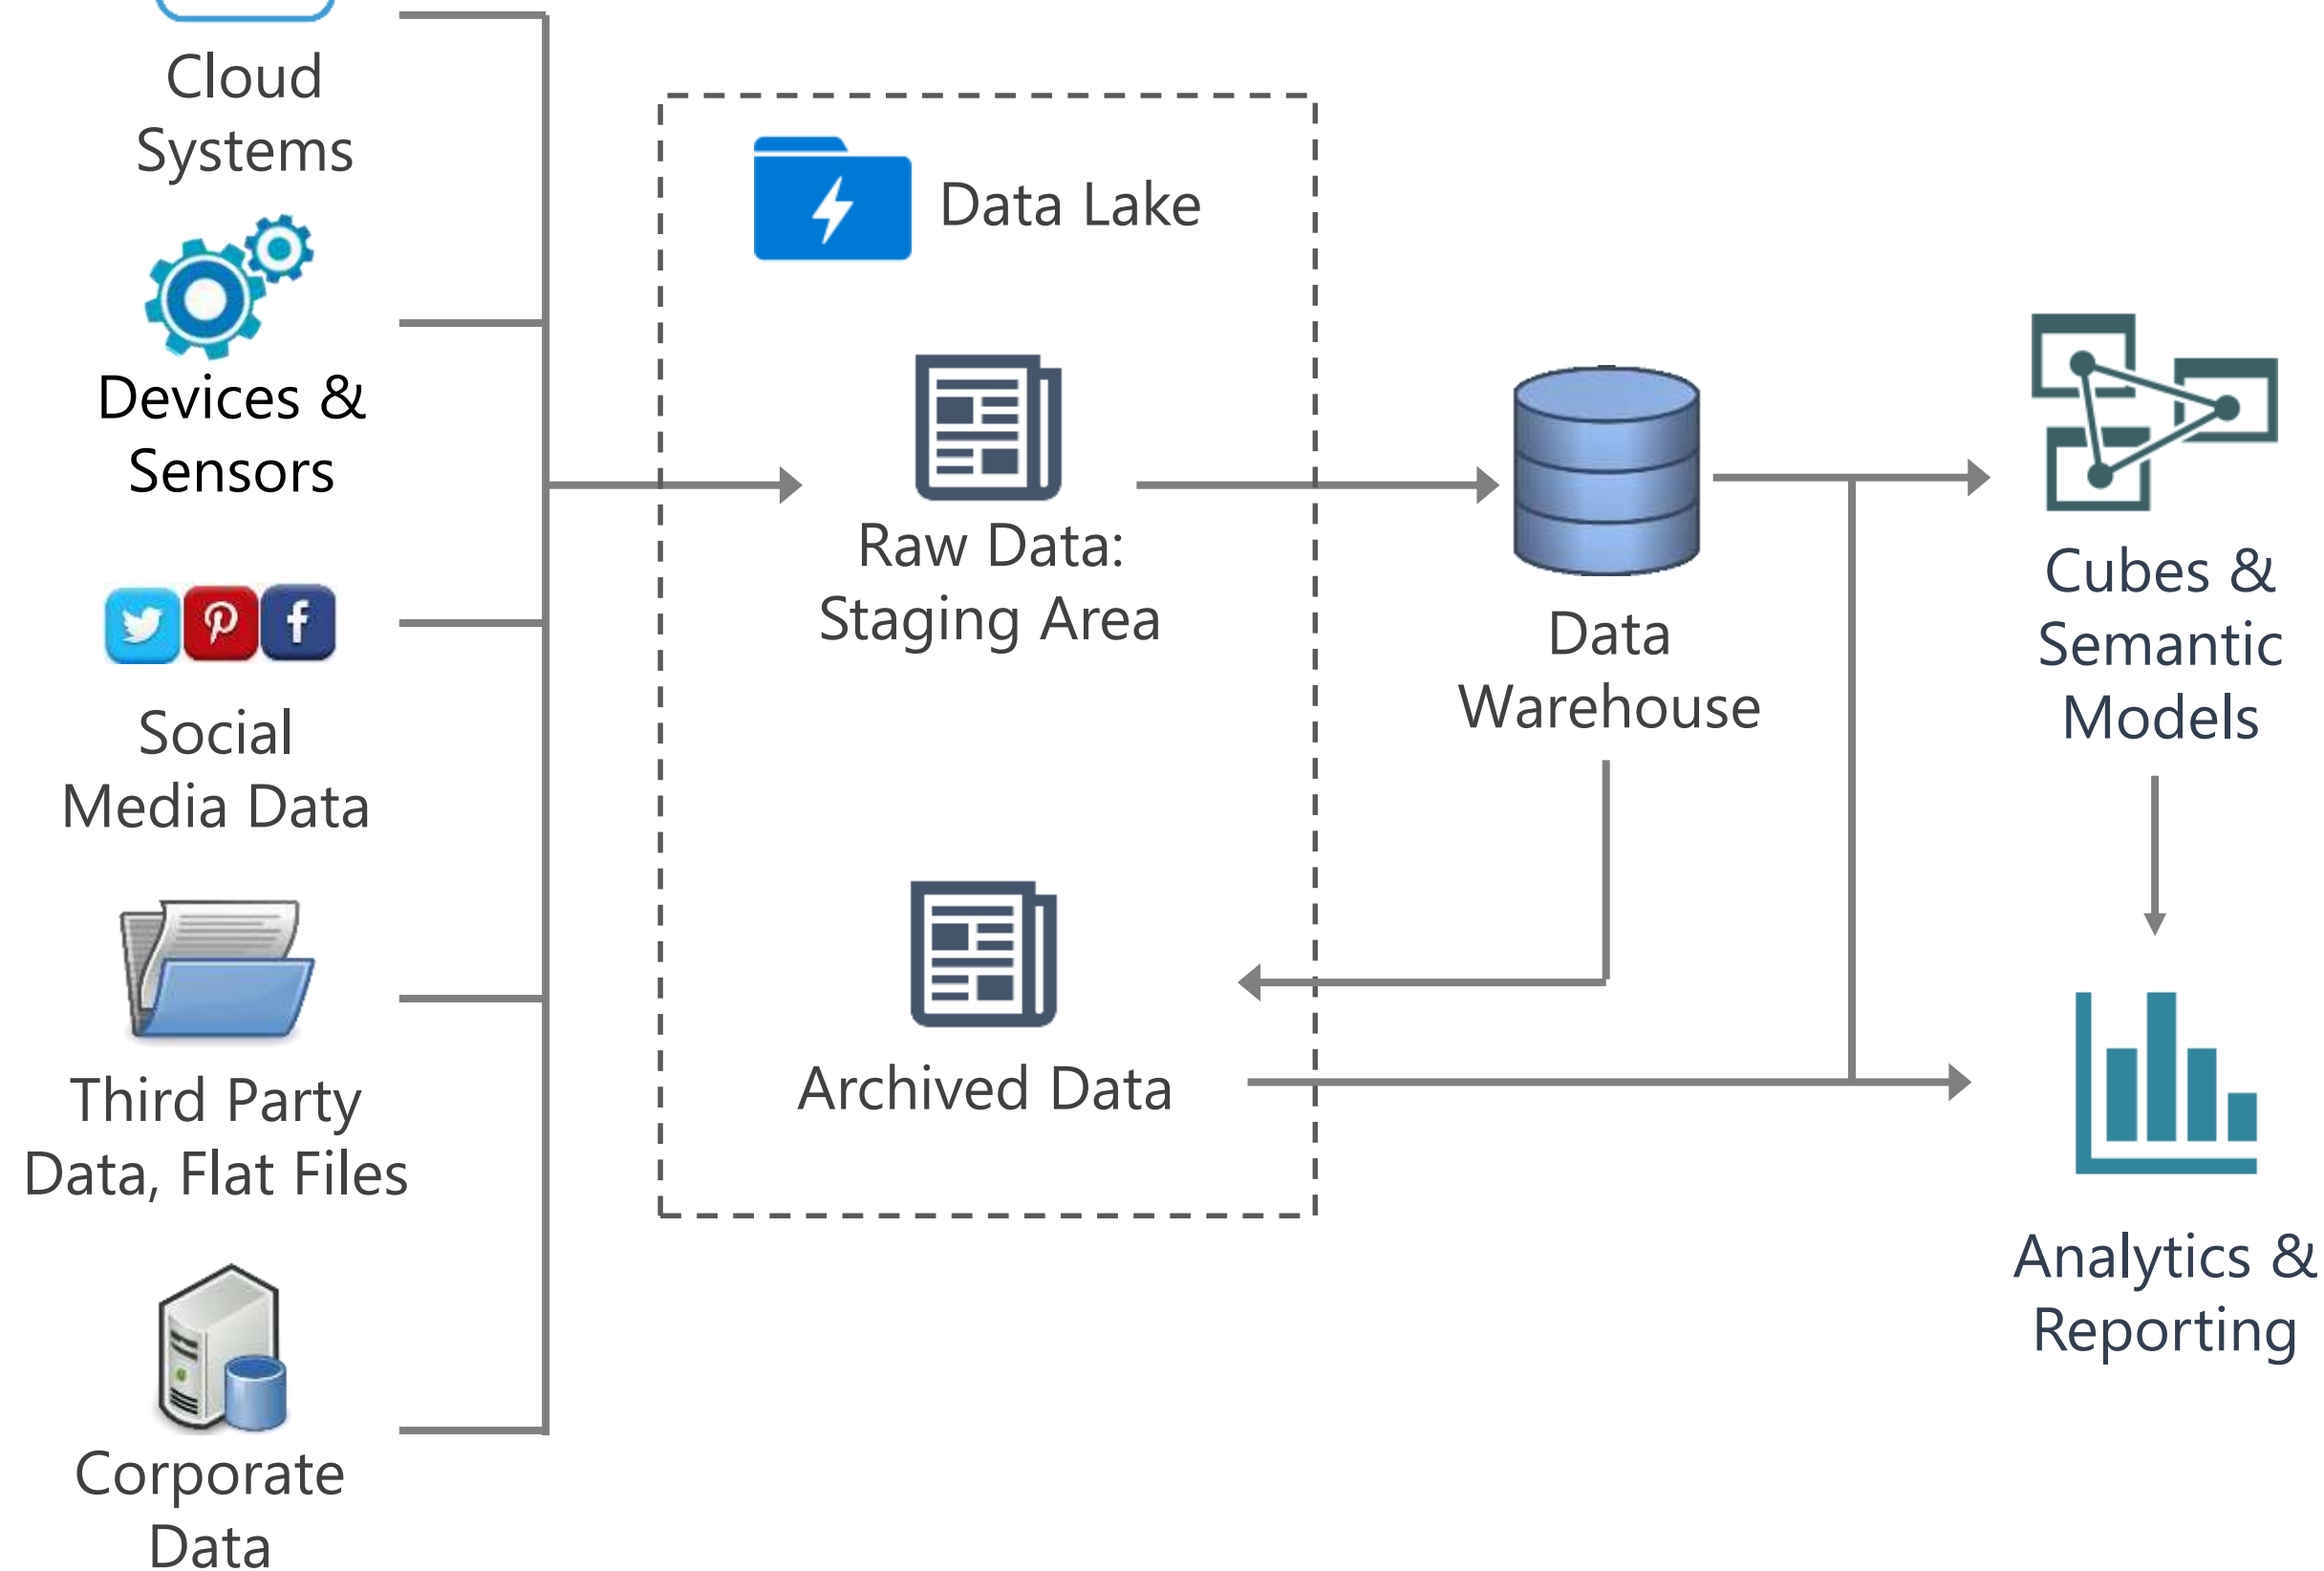 Cloud
Systems
Devices &
Sensors
Social
Media Data
Third Party
Data, Flat Files
Corporate
Data
Data Lake
Raw Data:
Staging Area
Archived Data
Data
Warehouse
Cubes &
Semantic
Models
Analytics &
Reporting